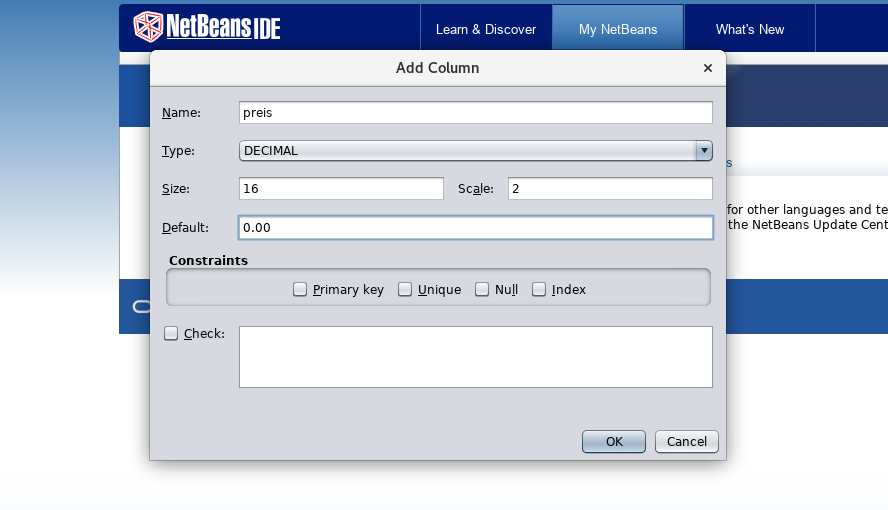 NetBeans IDE
Learn & Discover
My NetBeans
What's New
Add Column
×
Name:
preis
Type:
DECIMAL
s
Size:
16
Scale:
2
for other languages and te
Default:
0.00
the NetBeans Update Cent
Constraints
Primary key
Unique
Null
Index
Check:
OK
Cancel